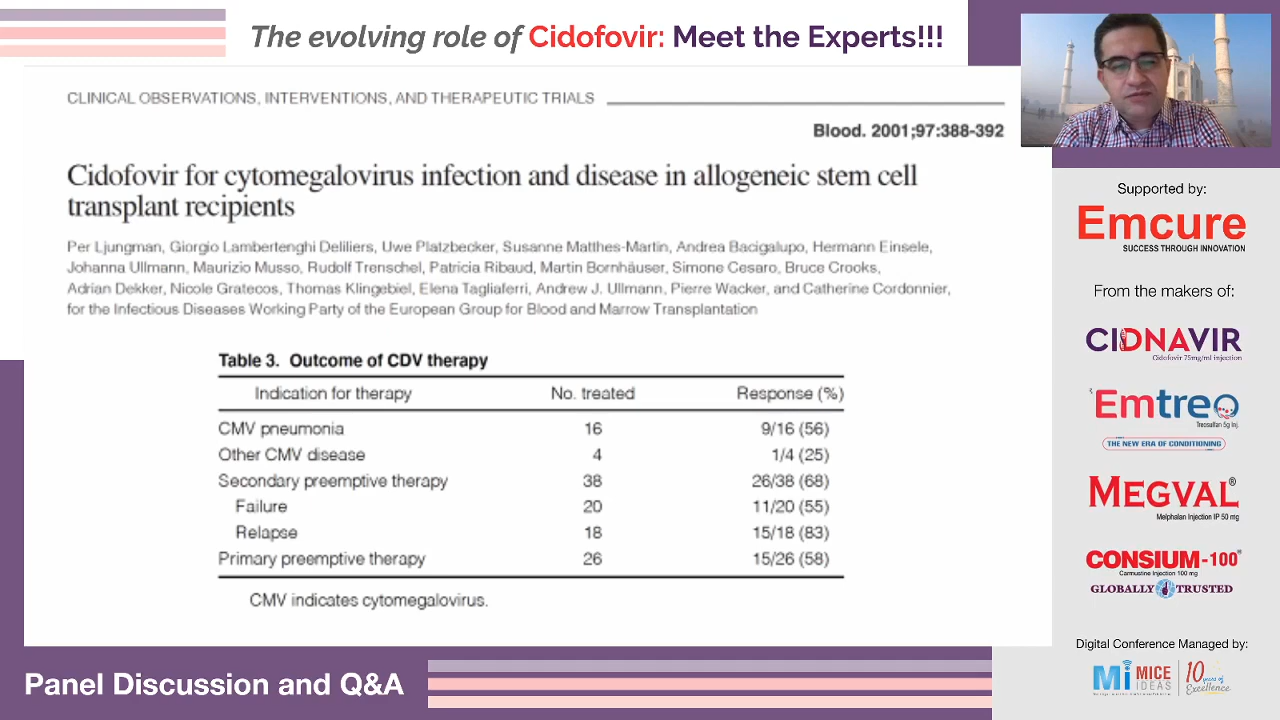 The evolving role of Cidofovir: Meet the Experts!!!
CLINICAL OBSERVATIONS, INTERVENTIONS, AND THERAPEUTIC TRIALS
Blood. 2001;97:388-392
Cidofovir for cytomegalovirus infection and disease in allogeneic stem cell
transplant recipients
Per Ljungman, Giorgio Lambertenghi Deliliers, Uwe Platzbecker, Susanne Matthes-Martin, Andrea Bacigalupo, Hermann Einsele,
Johanna Ullmann, Maurizio Musso, Rudolf Trenschel, Patricia Ribaud, Martin Bornhäuser, Simone Cesaro, Bruce Crooks,
Adrian Dekker, Nicole Gratecos, Thomas Klingebiel, Elena Tagliaferri, Andrew J. Ullmann, Pierre Wacker, and Catherine Cordonnier,
for the Infectious Diseases Working Party of the European Group for Blood and Marrow Transplantation
Table 3. Outcome of CDV therapy
Indication for therapy No. treated Response (%)
CMV pneumonia 16 9/16 (56)
Other CMV disease 4 1/4 (25)
Secondary preemptive therapy 38 26/38 (68)
Failure 20 11/20 (55)
Relapse 18 15/18 (83)
Primary preemptive therapy 26 15/26 (58)
CMV indicates cytomegalovirus.
Panel Discussion and Q&A
Supported by:
Emcure
SUCCESS THROUGH INNOVATION
From the makers of:
CIDNAVIR
Cidofovir 75mg/ml injection
Emtreo
Treosulfan 5g Inj.
THE NEW ERA OF CONDITIONING
MEGVAL®
Melphalan Injection IP 50 mg
CONSIUM-100®
Carmustine Injection 100 mg
GLOBALLY TRUSTED
Digital Conference Managed by:
Mi MICE IDEAS
10 years of Excellence